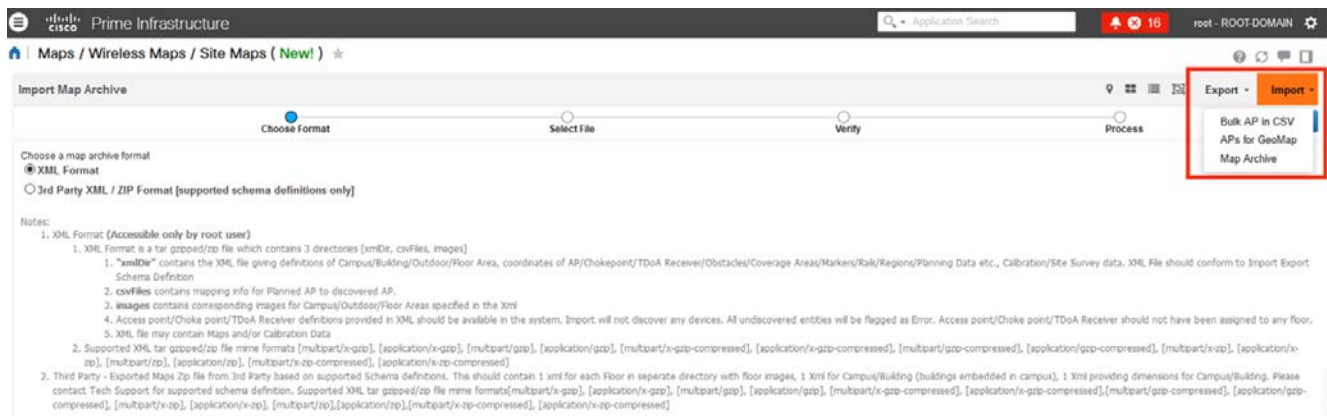 cisco Prime Infrastructure
Application Search
16
root - ROOT-DOMAIN
Maps / Wireless Maps / Site Maps ( New! )
Import Map Archive
Export
Import
Bulk AP in CSV
APs for GeoMap
Map Archive
Choose Format
Select File
Verify
Process
Choose a map archive format
XML Format
3rd Party XML / ZIP Format [supported schema definitions only]
Notes:
1. XML Format (Accessible only by root user)
1. XML Format is a tar gzipped/zip file which contains 3 directories [xmlDir, csvFiles, images]
1. "xmlDir" contains the XML file giving definitions of Campus/Building/Outdoor/Floor Area, coordinates of AP/Chokepoint/TDoA Receiver/Obstacles/Coverage Areas/Markers/Rails/Regions/Planning Data etc., Calibration/Site Survey data. XML File should conform to Import Export
Schema Definition
2. csvFiles contains mapping info for Planned AP to discovered AP.
3. images contains corresponding images for Campus/Outdoor/Floor Areas specified in the Xml
4. Access point/Choke point/TDoA Receiver definitions provided in XML should be available in the system. Import will not discover any devices. All undiscovered entities will be flagged as Error. Access point/Choke point/TDoA Receiver should not have been assigned to any floor.
5. XML file may contain Maps and/or Calibration Data
2. Supported XML tar gzipped/zip file mime formats [multipart/x-gzip], [application/x-gzip], [multipart/gzip], [application/gzip], [multipart/x-gzip-compressed], [application/x-gzip-compressed], [multipart/gzip-compressed], [application/gzip-compressed], [multipart/x-zip], [application/x-
zip], [multipart/zip], [application/zip], [multipart/x-zip-compressed], [application/x-zip-compressed]
2. Third Party - Exported Maps Zip file from 3rd Party based on supported Schema definitions. This should contain 1 xml for each Floor in seperate directory with floor images, 1 Xml for Campus/Building (buildings embedded in campus), 1 Xml providing dimensions for Campus/Building. Please
contact Tech Support for supported schema definition. Supported XML tar gzipped/zip file mime formats[multipart/x-gzip], [application/x-gzip], [multipart/gzip], [application/gzip], [multipart/x-gzip-compressed], [application/x-gzip-compressed], [multipart/gzip-compressed], [application/gzip-
compressed], [multipart/x-zip], [application/x-zip], [multipart/zip],[application/zip],[multipart/x-zip-compressed], [application/x-zip-compressed]